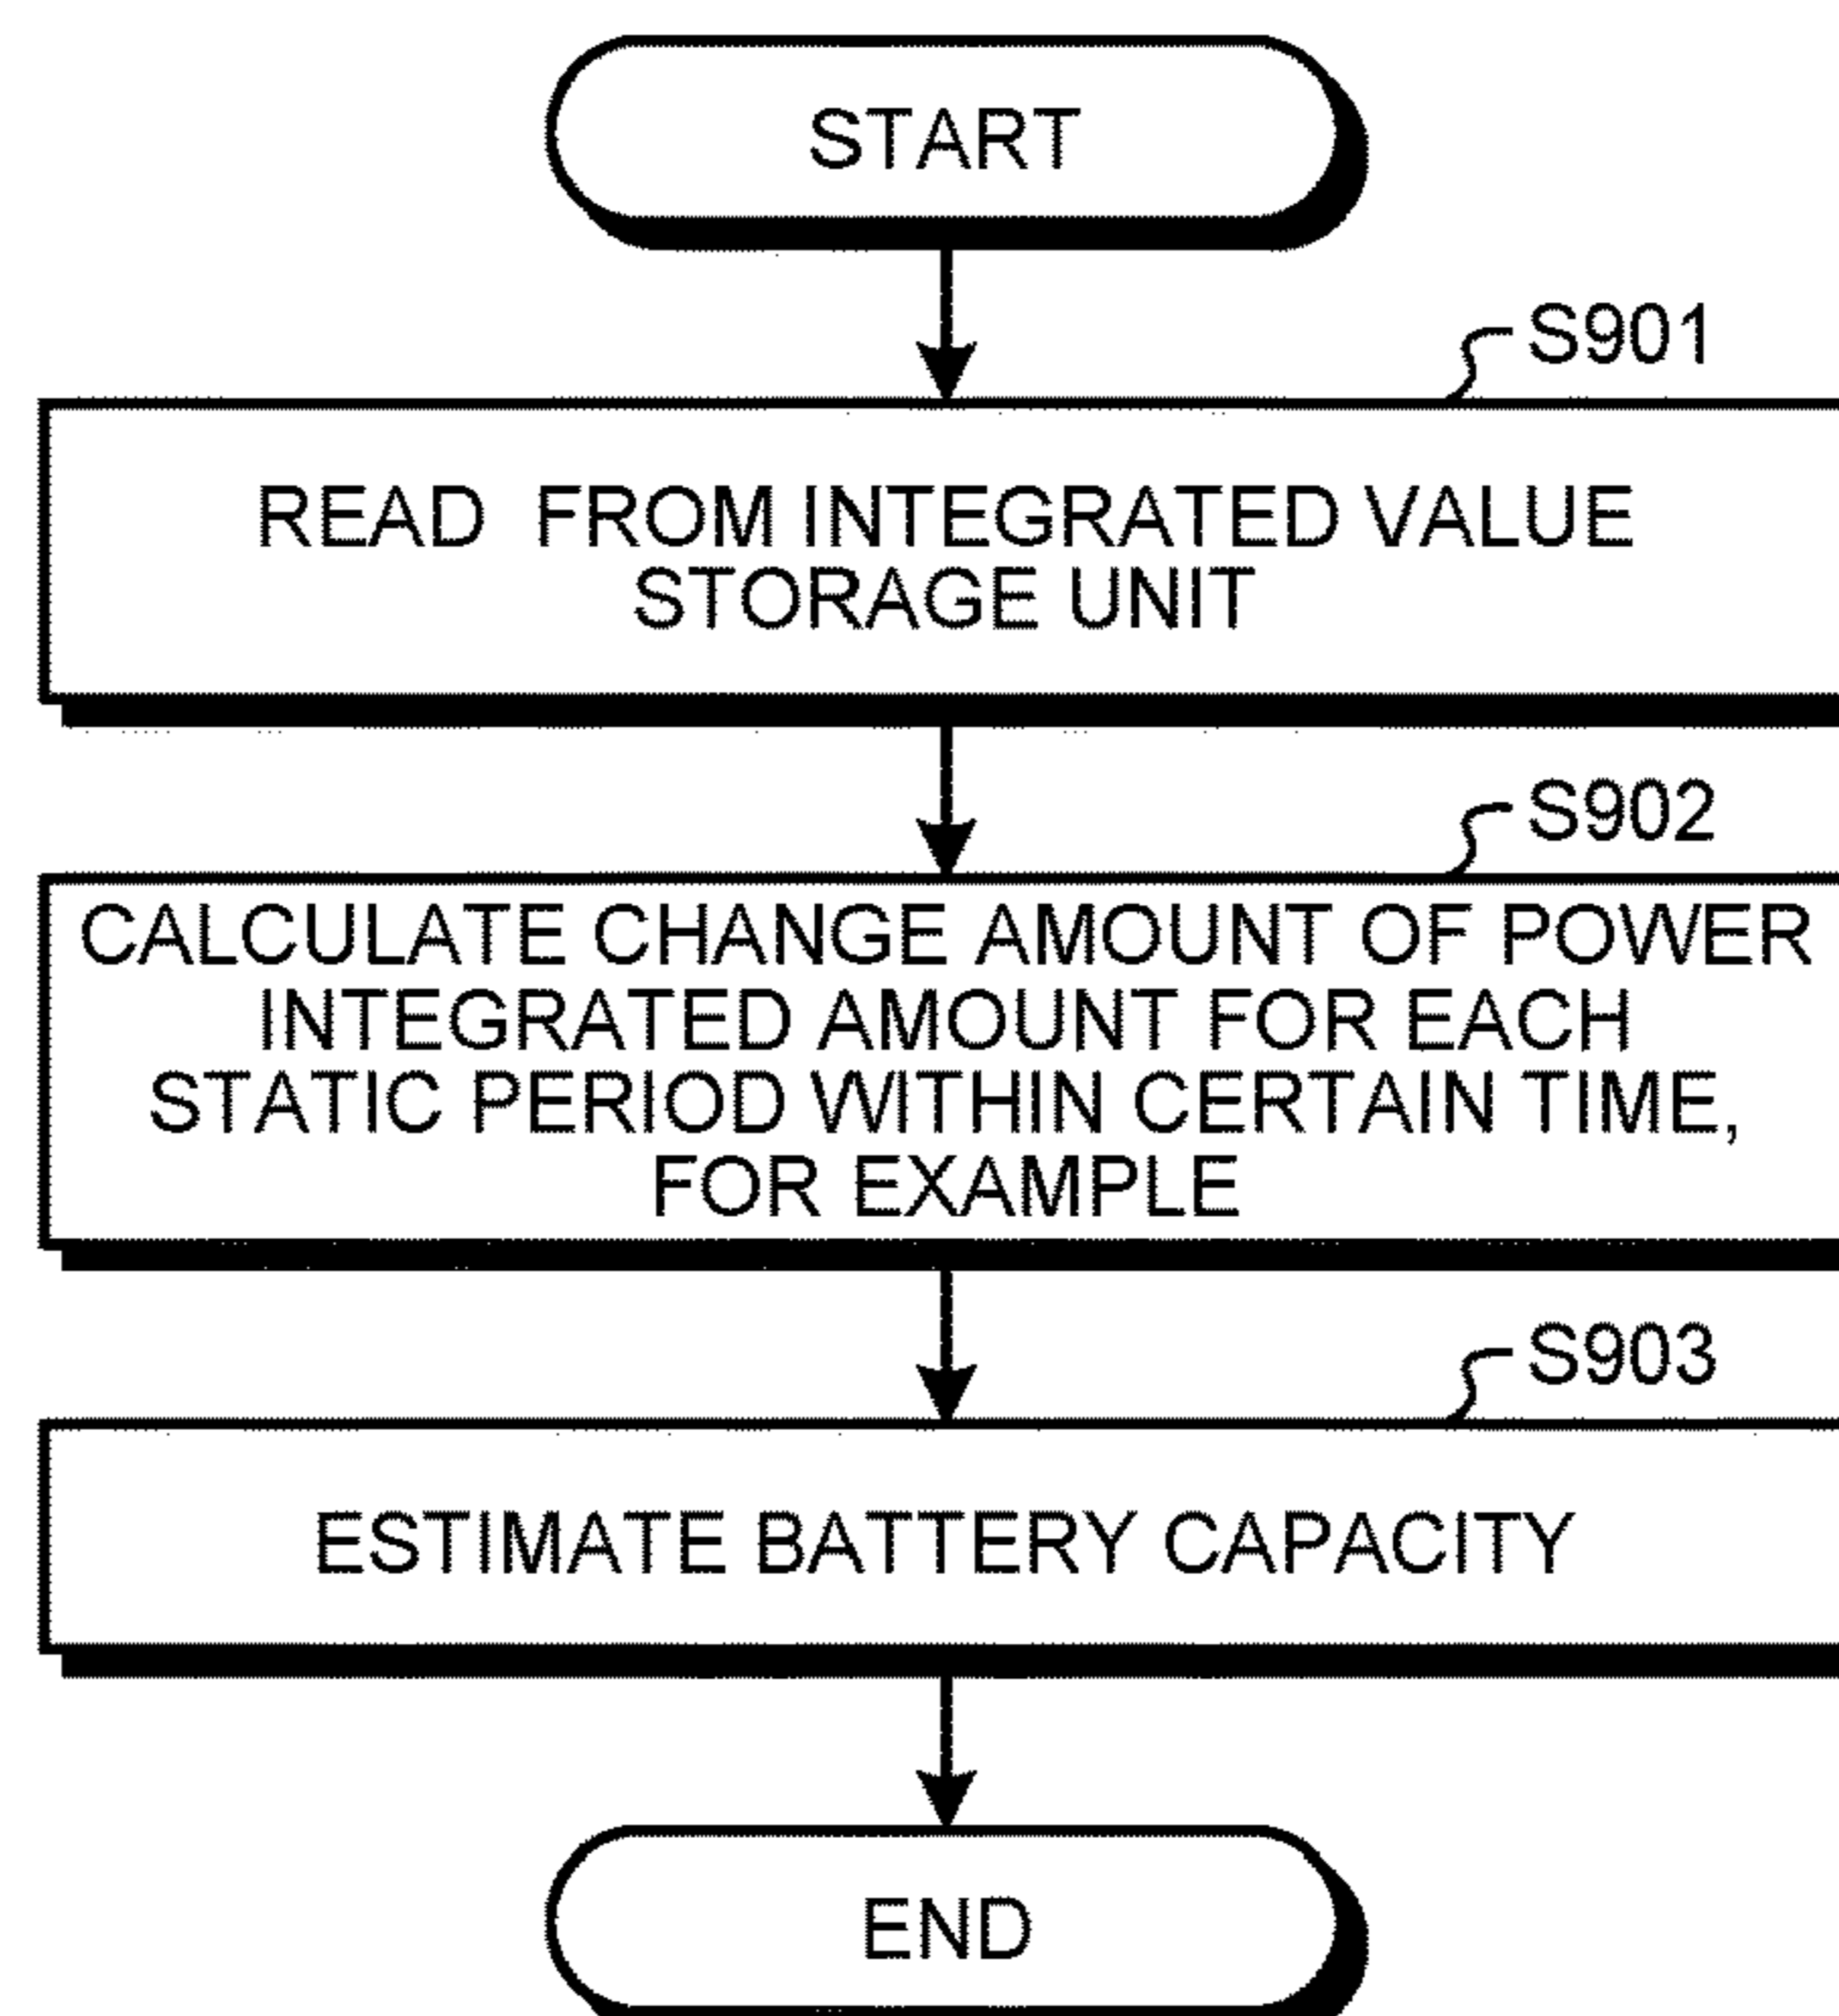 START
S901
READ FROM INTEGRATED VALUE
STORAGE UNIT
S902
CALCULATE CHANGE AMOUNT OF POWER
INTEGRATED AMOUNT FOR EACH
STATIC PERIOD WITHIN CERTAIN TIME,
FOR EXAMPLE
S903
ESTIMATE BATTERY CAPACITY
END